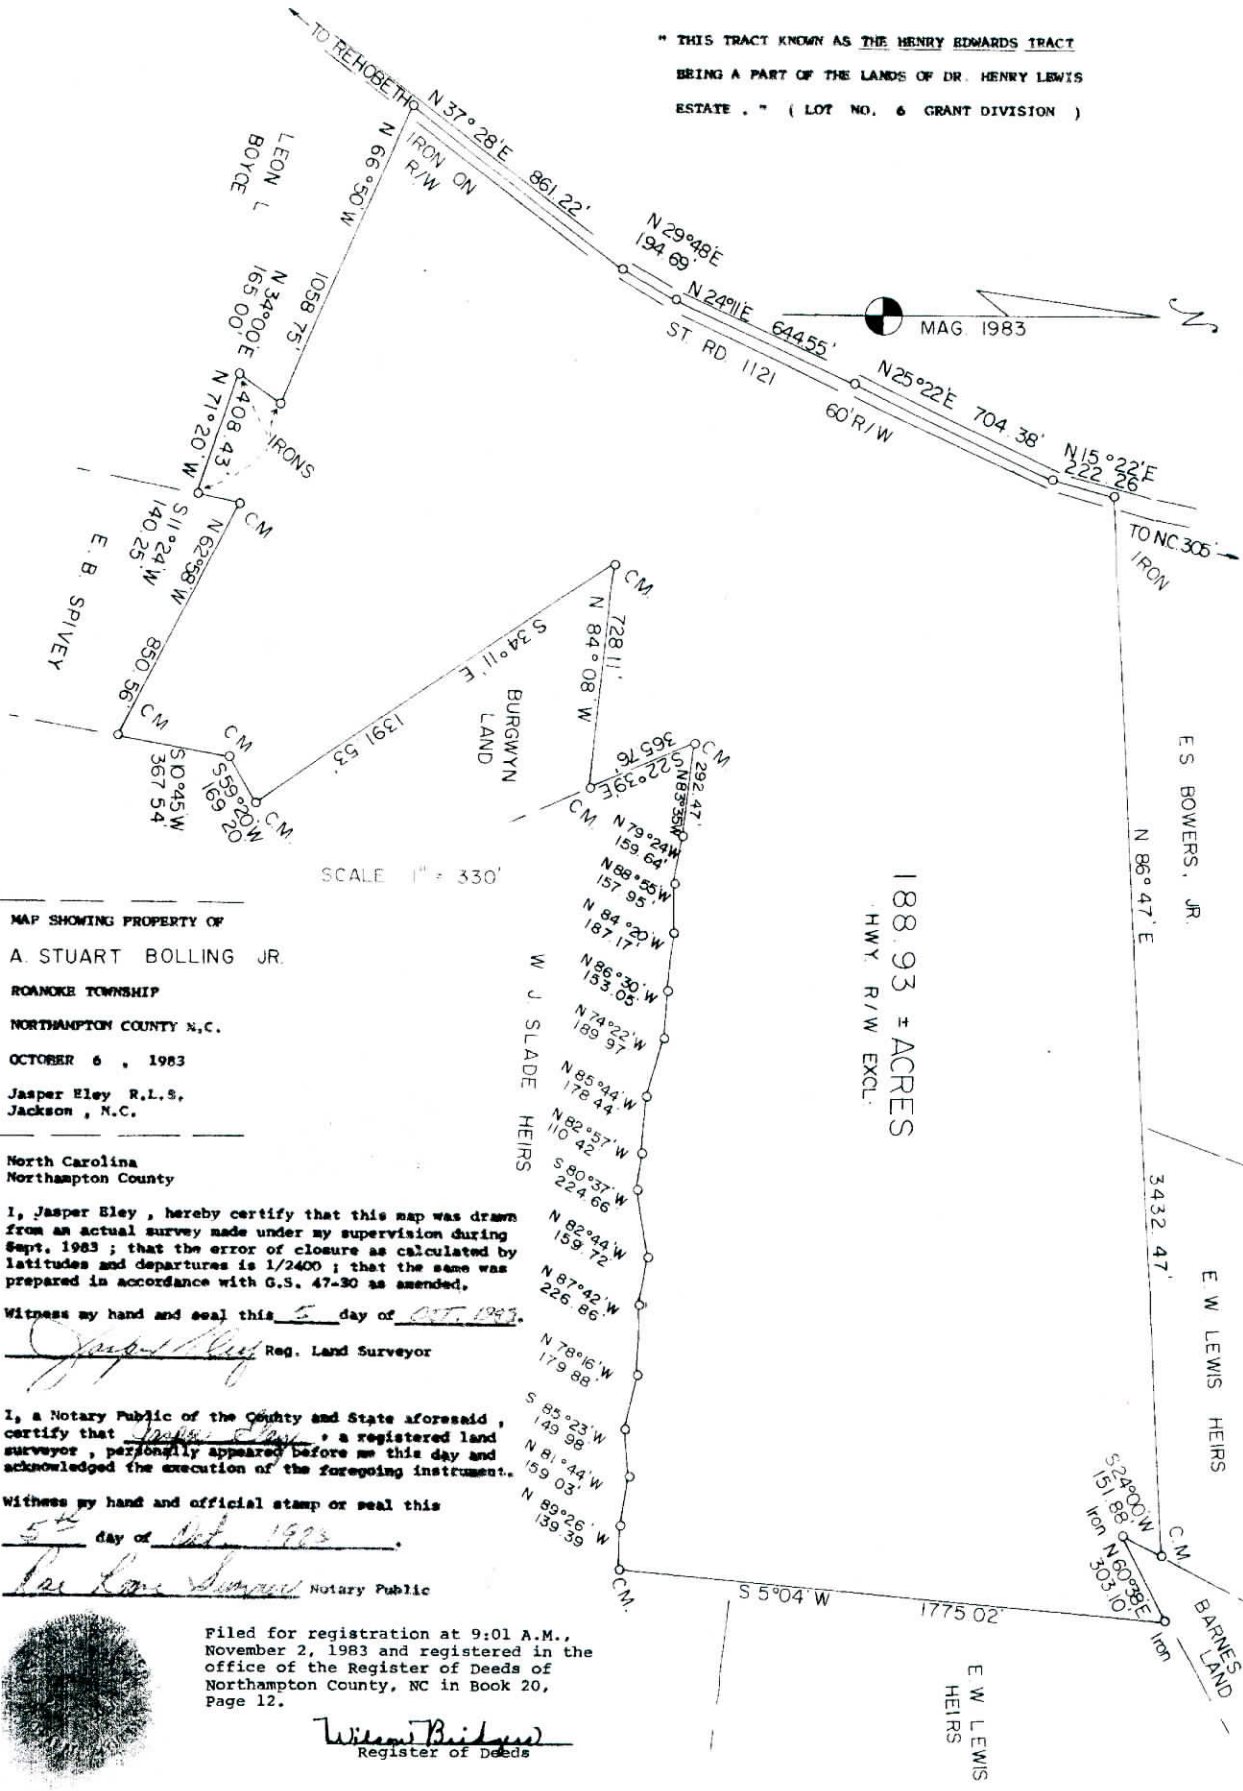 " THIS TRACT KNOWN AS THE HENRY EDWARDS TRACT
BEING A PART OF THE LANDS OF DR. HENRY LEWIS
ESTATE . " ( LOT NO. 6 GRANT DIVISION )
TO REHOBETH
N 37° 28'E 861.22'
IRON ON
R/W
N 66°50'W 1058 75'
LEON L
BOYCE
N 34°00'E
165 00'
N 29°48'E
194 69'
N 24°11'E 644.55'
ST. RD. 1121
60' R/W
MAG. 1983
N
N 25°22'E 704.38'
N 15°22'E
222. 26
TO NC. 305
IRON
408.43'
N 71°20'W
IRONS
S 11°24'W
140.25'
C.M.
N 62°58'W 850.56'
E. B. SPIVEY
CM
S 10°45'W
367 54'
CM
S 59°20'W
169 20'
C.M.
S 34°11' E
1391.53'
C.M.
728.11'
N 84°08' W
BURGWYN
LAND
365.76'
S 22°39'E
C.M.
C.M.
292.47'
N83°35'W
N 79°24'W
159. 64'
N 88°55'W
157 95'
N 84°20'W
187.17'
N 86°30'W
153.05'
N 74°22'W
189 97
N 85°44'W
178 44'
N 82°57'W
110 42'
S 80°37'W
224.66'
N 82°44'W
159.72'
N 87°42'W
226.86'
N 78°16'W
179 88'
S 85°23'W
149 98'
N 81°44'W
159 03'
N 89°26'W
139.39
C.M.
W J SLADE HEIRS
188.93 ± ACRES
HWY. R/W EXCL.
E S BOWERS, JR.
N 86° 47' E
3432. 47'
E W LEWIS HEIRS
S 24°00'W
151.88'
Iron
C.M.
N 60°38'E
303.10'
Iron
BARNES
LAND
S 5°04' W 1775 02'
E W LEWIS
HEIRS
SCALE 1" = 330'
MAP SHOWING PROPERTY OF
A. STUART BOLLING JR.
ROANOKE TOWNSHIP
NORTHAMPTON COUNTY N.C.
OCTOBER 6 , 1983
Jasper Eley R.L.S.
Jackson , N.C.
North Carolina
Northampton County
I, Jasper Eley , hereby certify that this map was drawn
from an actual survey made under my supervision during
Sept. 1983 ; that the error of closure as calculated by
latitudes and departures is 1/2400 ; that the same was
prepared in accordance with G.S. 47-30 as amended.
Witness my hand and seal this 5 day of OCT. 1983.
Jasper Eley Reg. Land Surveyor
I, a Notary Public of the County and State aforesaid ,
certify that Jasper Eley , a registered land
surveyor , personally appeared before me this day and
acknowledged the execution of the foregoing instrument.
Witness my hand and official stamp or seal this
5th day of Oct. 1983 .
Notary Public
Filed for registration at 9:01 A.M.,
November 2, 1983 and registered in the
office of the Register of Deeds of
Northampton County, NC in Book 20,
Page 12.
Wilson Bridgers
Register of Deeds